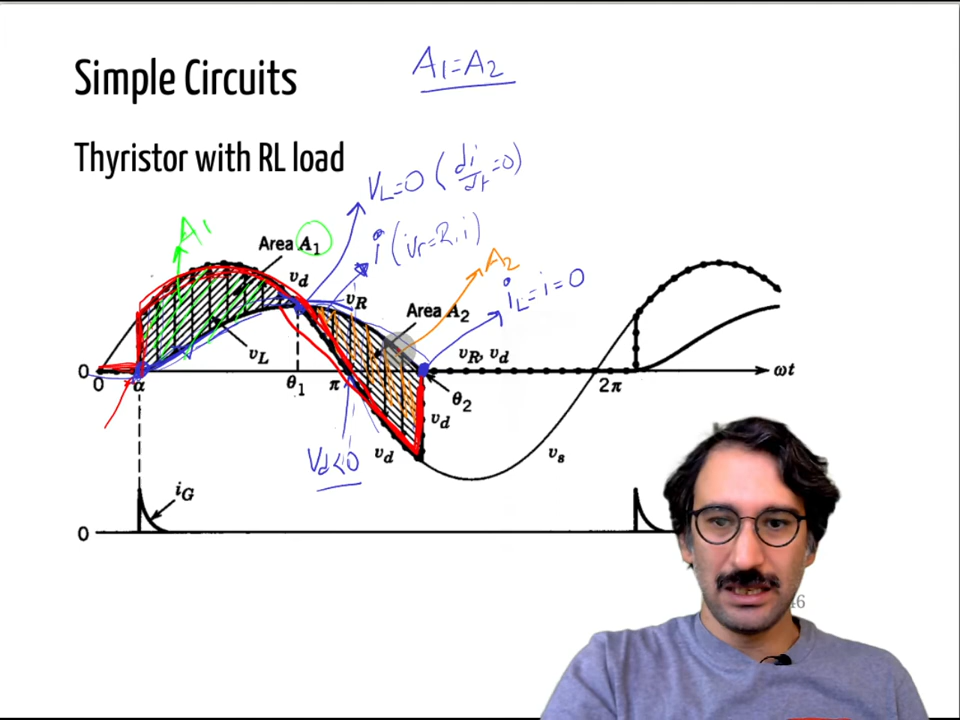 Simple Circuits
A1=A2
Thyristor with RL load
VL=0 (di/dt=0)
i (vr=R.i)
A1
Area A1
vd
A2
vR
Area A2
iL=i=0
vL
vR, vd
0
0
α
θ1
π
θ2
2π
ωt
vd
Vd<0
vd
vs
iG
0
46